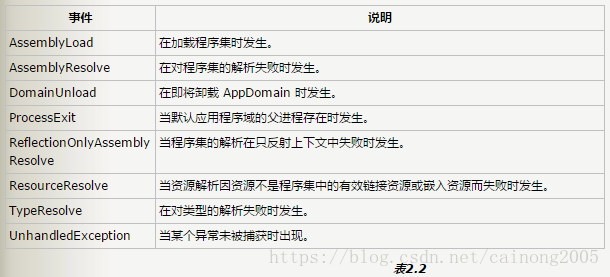 事件 说明
AssemblyLoad 在加载程序集时发生。
AssemblyResolve 在对程序集的解析失败时发生。
DomainUnload 在即将卸载 AppDomain 时发生。
ProcessExit 当默认应用程序域的父进程存在时发生。
ReflectionOnlyAssembly 当程序集的解析在只反射上下文中失败时发生。
Resolve
ResourceResolve 当资源解析因资源不是程序集中的有效链接资源或嵌入资源而失败时发生。
TypeResolve 在对类型的解析失败时发生。
UnhandledException 当某个异常未被捕获时出现。
https://blog.csdn.net/cainong2005
表2.2